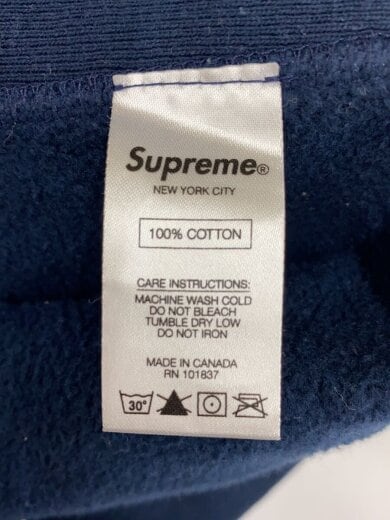 Supreme®
NEW YORK CITY
100% COTTON
CARE INSTRUCTIONS:
MACHINE WASH COLD
DO NOT BLEACH
TUMBLE DRY LOW
DO NOT IRON
MADE IN CANADA
RN 101837
30°